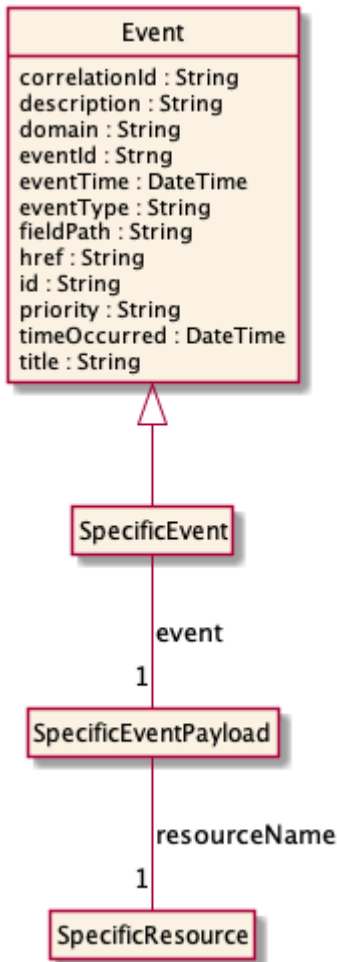 Event
correlationId : String
description : String
domain : String
eventId : Strng
eventTime : DateTime
eventType : String
fieldPath : String
href : String
id : String
priority : String
timeOccurred : DateTime
title : String
SpecificEvent
event
1
SpecificEventPayload
resourceName
1
SpecificResource